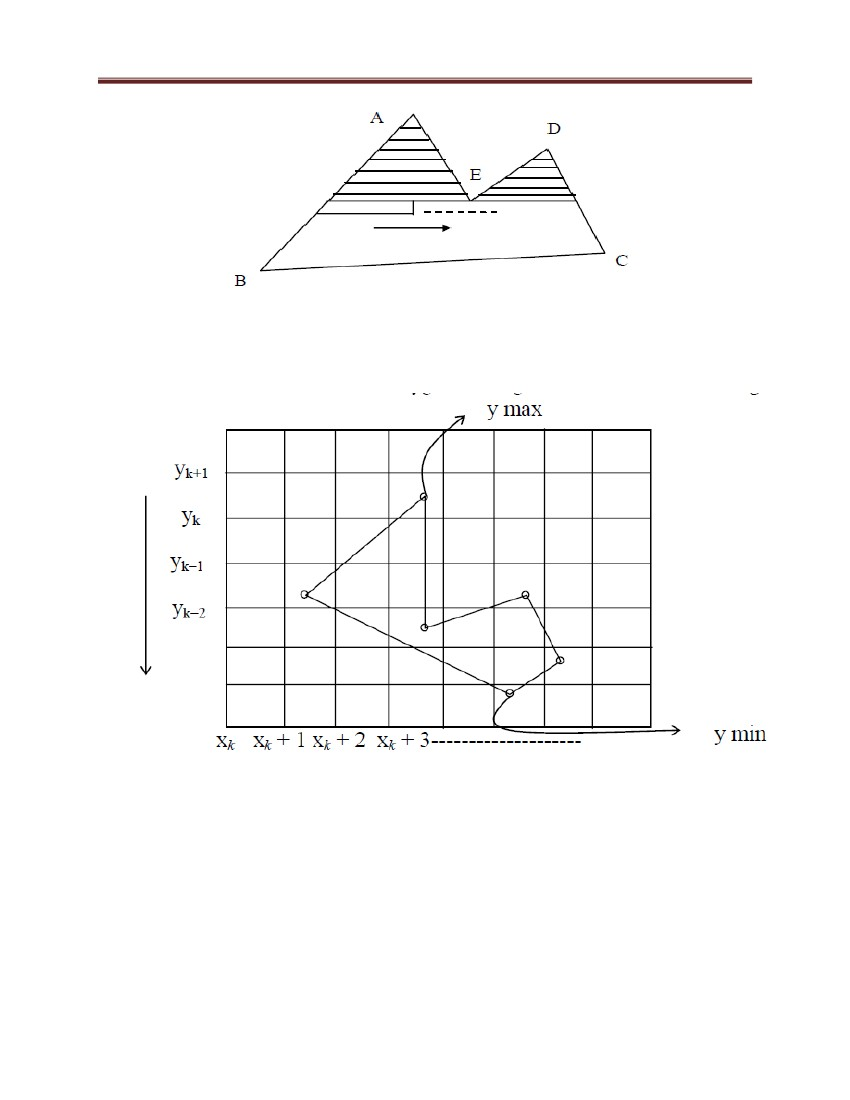 A
D
E
C
B
y max
yk+1
yk
yk–1
yk–2
xk xk + 1 xk + 2 xk + 3
y min